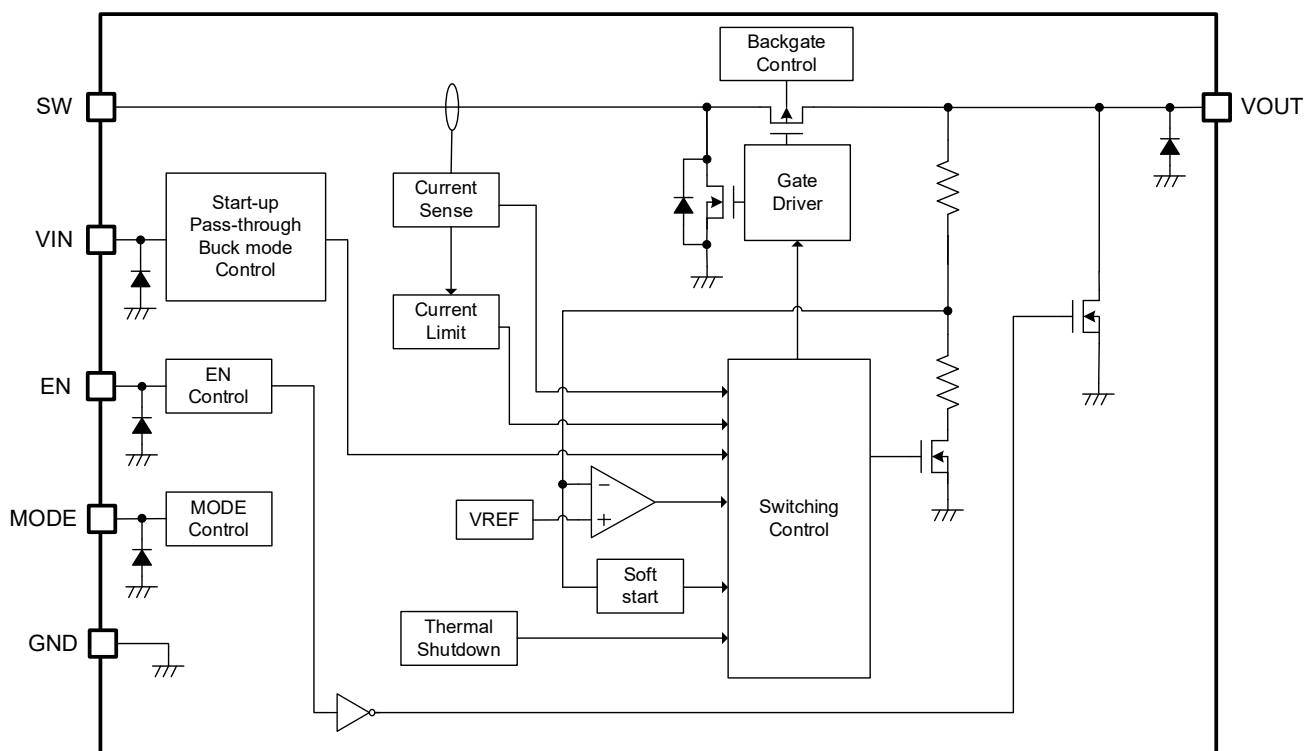 Backgate
Control
SW
VOUT
Start-up
Pass-through
Buck mode
Control
Current
Sense
Gate
Driver
VIN
Current
Limit
EN
EN
Control
MODE
MODE
Control
VREF
−
+
Switching
Control
Soft
start
Thermal
Shutdown
GND